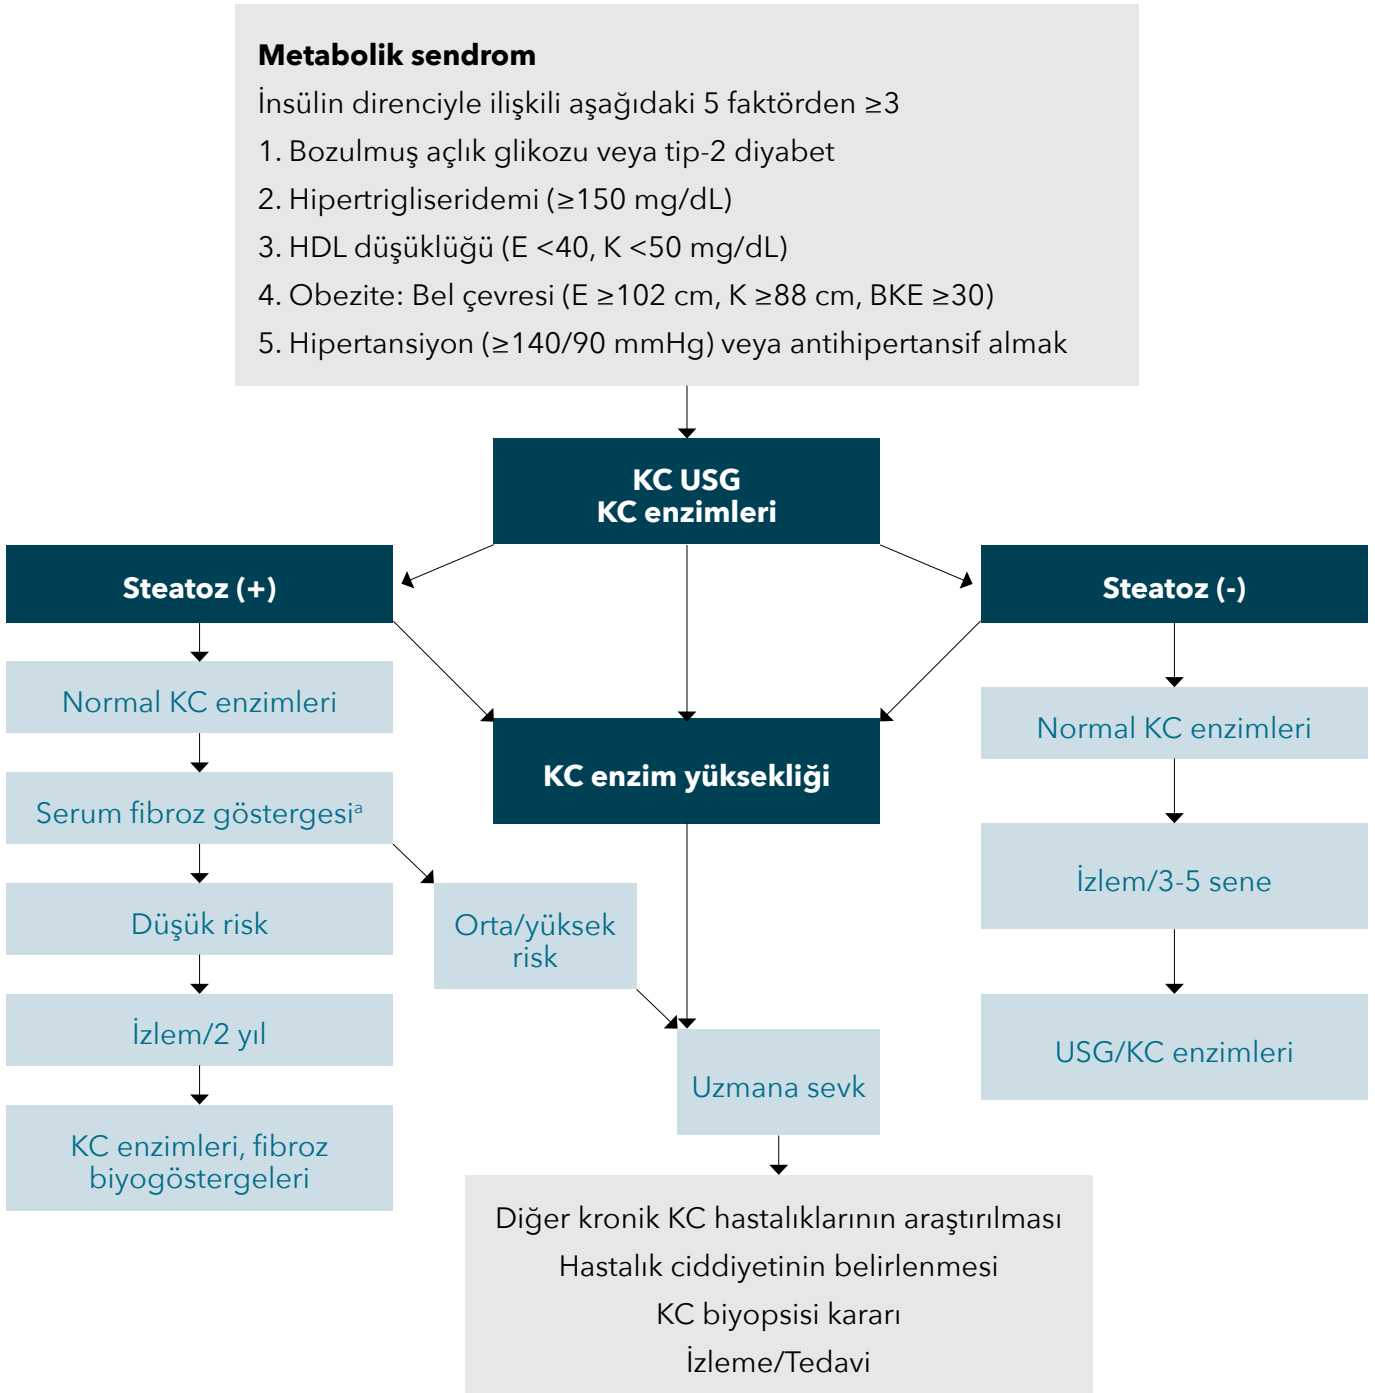 Metabolik sendrom
İnsülin direnciyle ilişkili aşağıdaki 5 faktörden ≥3
1. Bozulmuş açlık glikozu veya tip-2 diyabet
2. Hipertrigliseridemi (≥150 mg/dL)
3. HDL düşüklüğü (E <40, K <50 mg/dL)
4. Obezite: Bel çevresi (E ≥102 cm, K ≥88 cm, BKE ≥30)
5. Hipertansiyon (≥140/90 mmHg) veya antihipertansif almak
KC USG
KC enzimleri
Steatoz (+)
Steatoz (-)
Normal KC enzimleri
Normal KC enzimleri
KC enzim yüksekliği
Serum fibroz göstergesiᵃ
Düşük risk
Orta/yüksek
risk
İzlem/3-5 sene
İzlem/2 yıl
USG/KC enzimleri
Uzmana sevk
KC enzimleri, fibroz
biyogöstergeleri
Diğer kronik KC hastalıklarının araştırılması
Hastalık ciddiyetinin belirlenmesi
KC biyopsisi kararı
İzleme/Tedavi